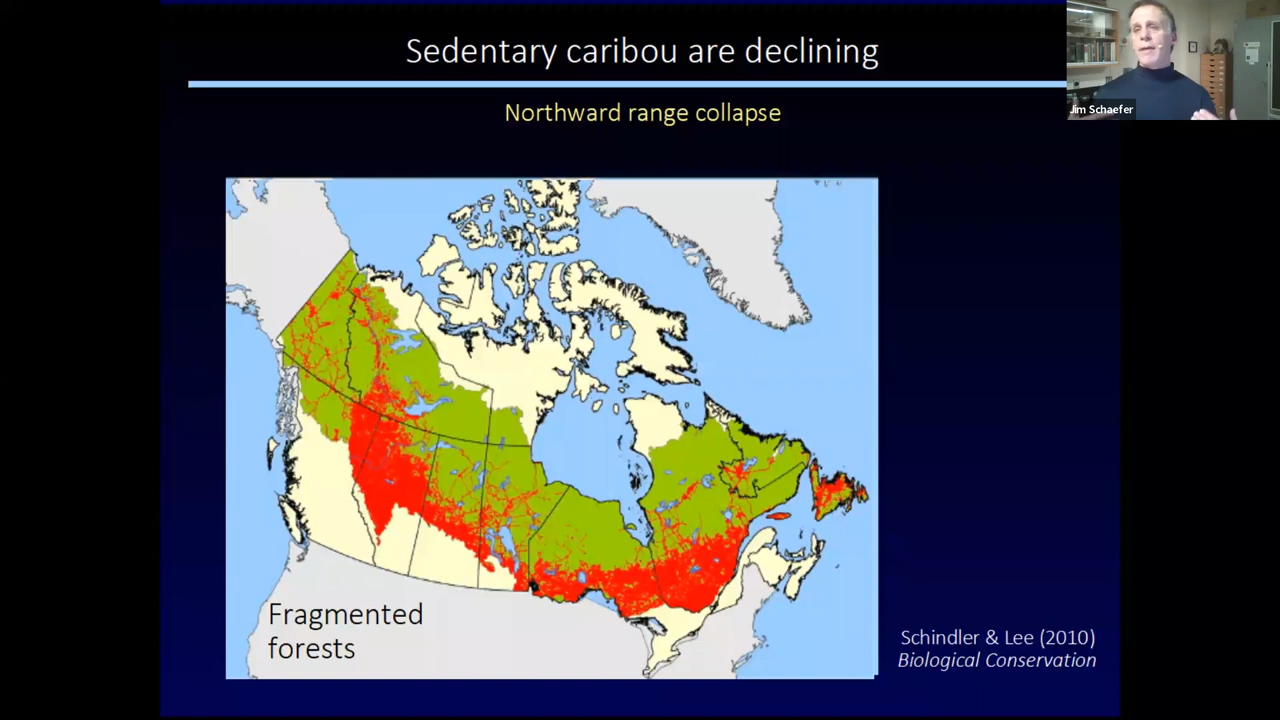 Sedentary caribou are declining
Jim Schaefer
Northward range collapse
Fragmented
forests
Schindler & Lee (2010)
Biological Conservation